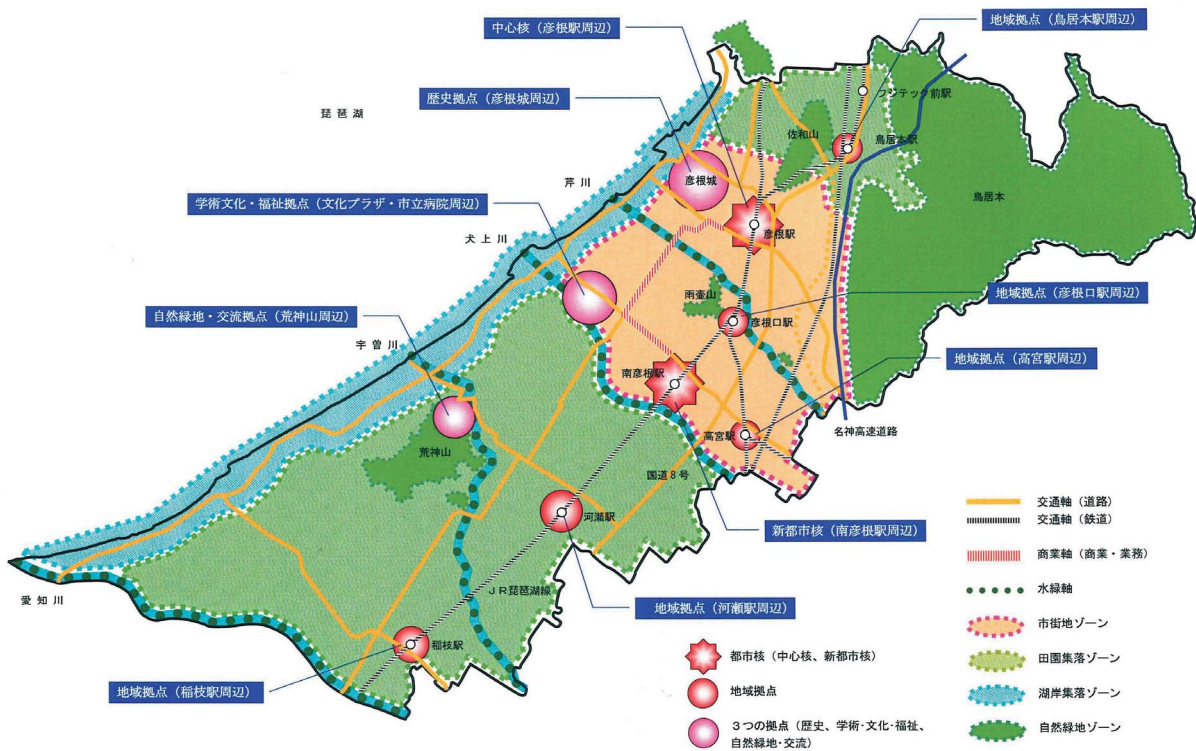 中心核（彦根駅周辺）
地域拠点（鳥居本駅周辺）
歴史拠点（彦根城周辺）
琵琶湖
フジテック前駅
佐和山
鳥居本駅
芹川
彦根城
鳥居本
学術文化・福祉拠点（文化プラザ・市立病院周辺）
犬上川
彦根駅
雨壺山
地域拠点（彦根口駅周辺）
自然緑地・交流拠点（荒神山周辺）
彦根口駅
宇曽川
地域拠点（高宮駅周辺）
南彦根駅
高宮駅
名神高速道路
荒神山
国道８号
河瀬駅
新都市核（南彦根駅周辺）
ＪＲ琵琶湖線
愛知川
地域拠点（河瀬駅周辺）
稲枝駅
地域拠点（稲枝駅周辺）
交通軸（道路）
交通軸（鉄道）
商業軸（商業・業務）
水緑軸
市街地ゾーン
田園集落ゾーン
湖岸集落ゾーン
自然緑地ゾーン
都市核（中心核、新都市核）
地域拠点
３つの拠点（歴史、学術・文化・福祉、
自然緑地・交流）